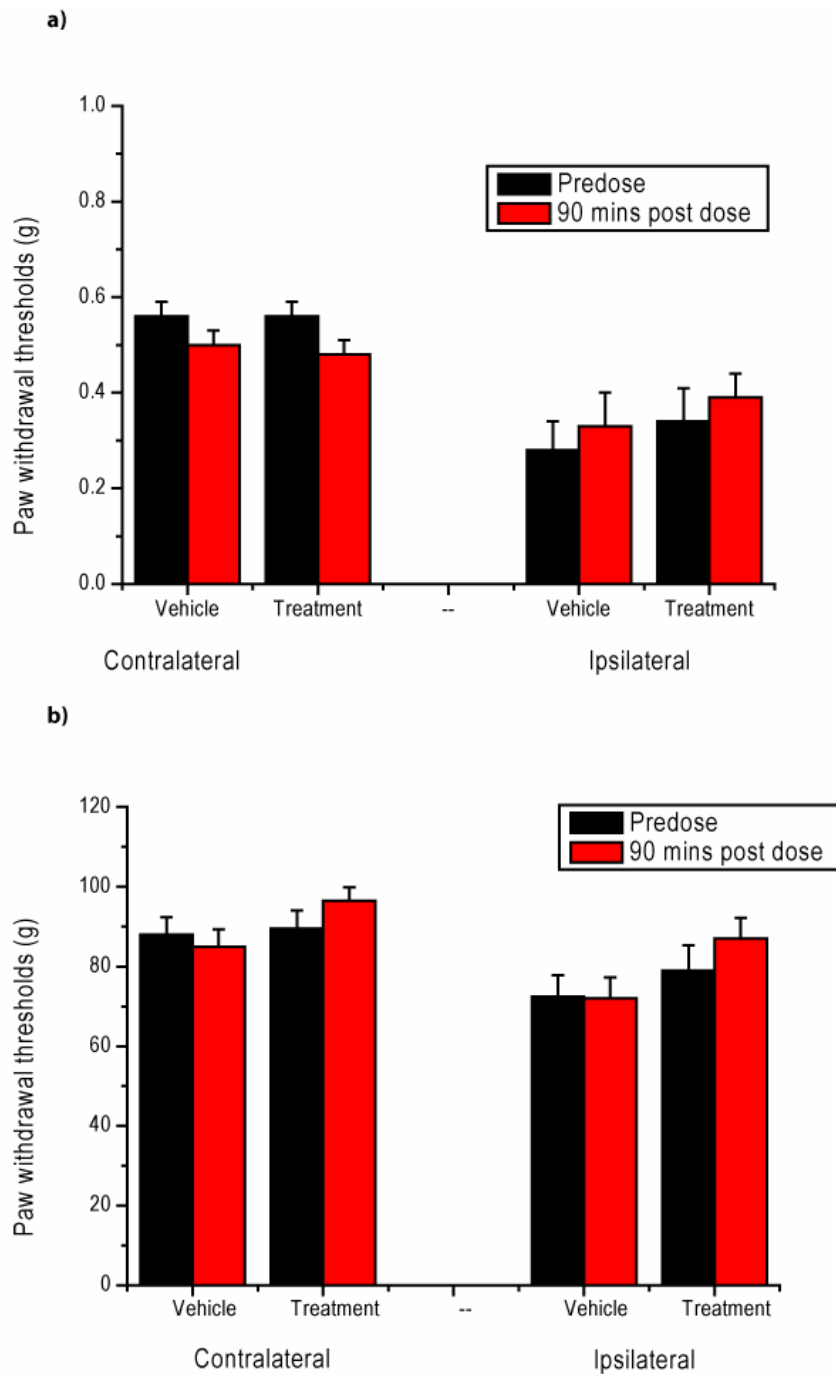 a)
1.0
0.8
0.6
0.4
0.2
0.0
Paw withdrawal thresholds (g)
Predose
90 mins post dose
Vehicle Treatment -- Vehicle Treatment
Contralateral Ipsilateral
b)
120
100
80
60
40
20
0
Paw withdrawal thresholds (g)
Predose
90 mins post dose
Vehicle Treatment -- Vehicle Treatment
Contralateral Ipsilateral